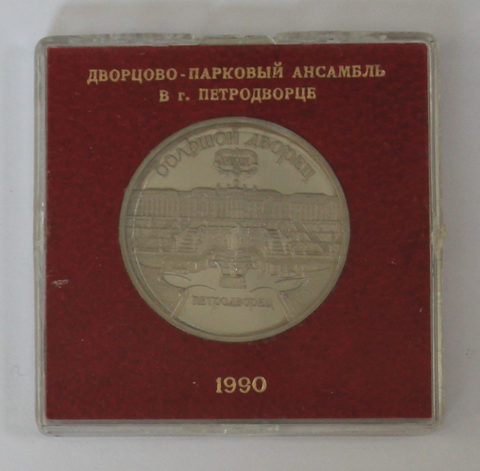 ДВОРЦОВО-ПАРКОВЫЙ АНСАМБЛЬ
В г. ПЕТРОДВОРЦЕ
БОЛЬШОЙ ДВОРЕЦ
ПЕТРОДВОРЕЦ
1990